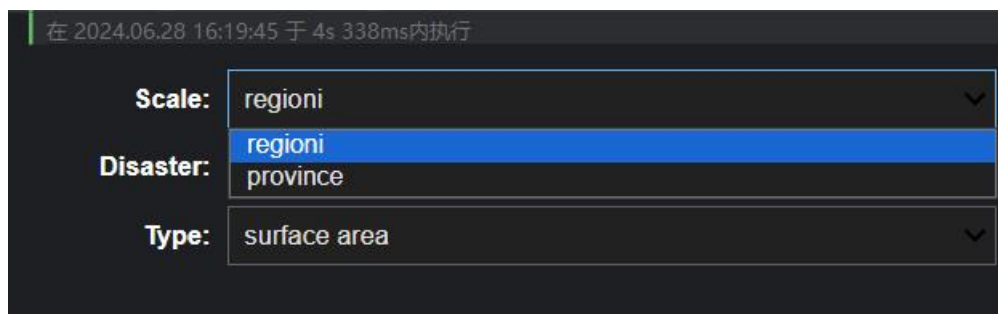 在 2024.06.28 16:19:45 于 4s 338ms内执行
Scale: regioni
regioni
Disaster:
province
Type: surface area